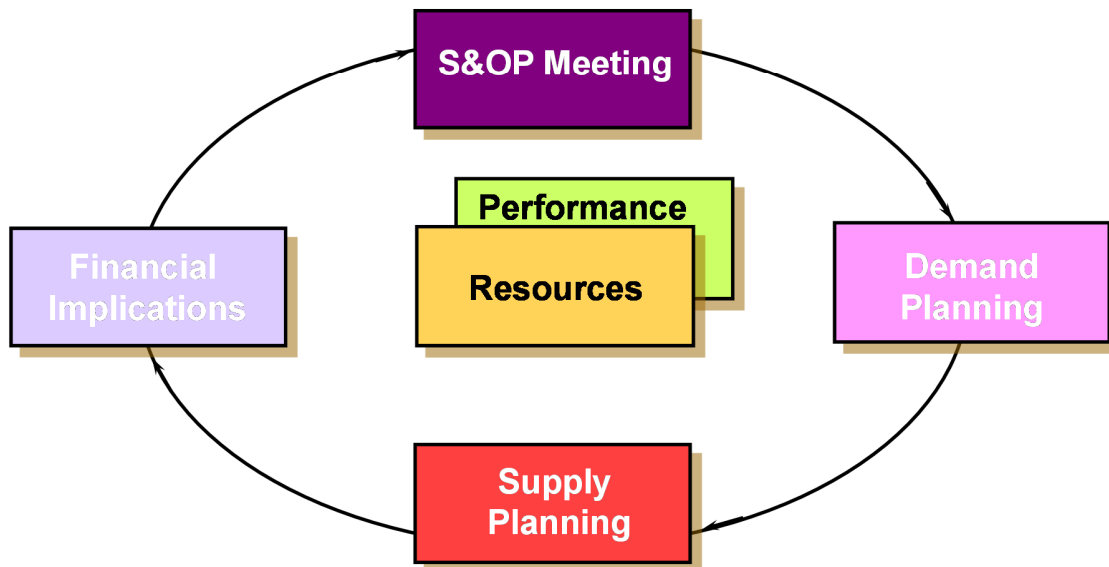 S&OP Meeting
Performance
Resources
Financial
Implications
Demand
Planning
Supply
Planning